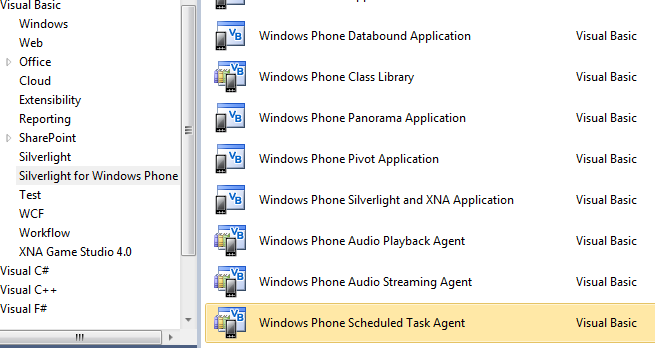 Visual Basic
Windows
Web
Office
Cloud
Extensibility
Reporting
SharePoint
Silverlight
Silverlight for Windows Phone
Test
WCF
Workflow
XNA Game Studio 4.0
Visual C#
Visual C++
Visual F#
Windows Phone Databound Application Visual Basic
Windows Phone Class Library Visual Basic
Windows Phone Panorama Application Visual Basic
Windows Phone Pivot Application Visual Basic
Windows Phone Silverlight and XNA Application Visual Basic
Windows Phone Audio Playback Agent Visual Basic
Windows Phone Audio Streaming Agent Visual Basic
Windows Phone Scheduled Task Agent Visual Basic